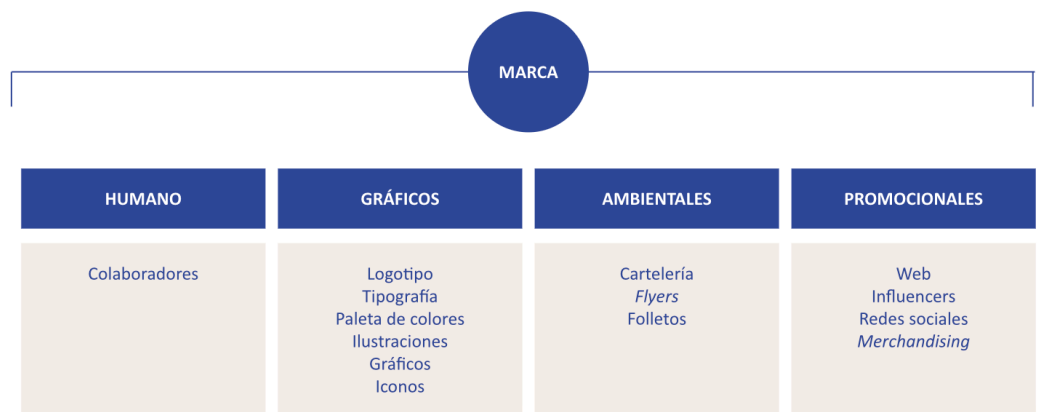 MARCA
HUMANO
Colaboradores
GRÁFICOS
Logotipo
Tipografía
Paleta de colores
Ilustraciones
Gráficos
Iconos
AMBIENTALES
Cartelería
Flyers
Folletos
PROMOCIONALES
Web
Influencers
Redes sociales
Merchandising